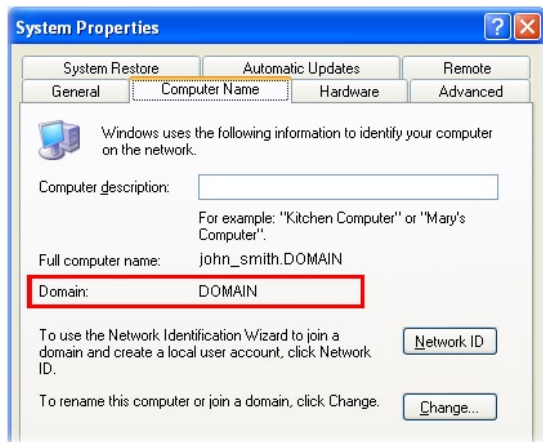 System Properties
System Restore Automatic Updates Remote
General Computer Name Hardware Advanced
Windows uses the following information to identify your computer
on the network.
Computer description:
For example: "Kitchen Computer" or "Mary's
Computer".
Full computer name: john_smith.DOMAIN
Domain: DOMAIN
To use the Network Identification Wizard to join a
domain and create a local user account, click Network
ID.
Network ID
To rename this computer or join a domain, click Change.
Change...